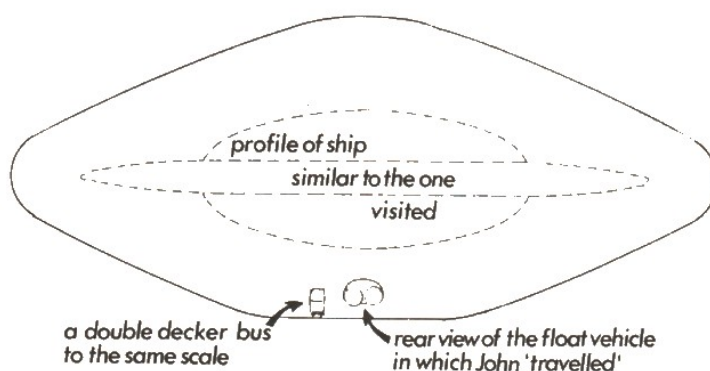 profile of ship
similar to the one
visited
a double decker bus
to the same scale
rear view of the float vehicle
in which John 'travelled'